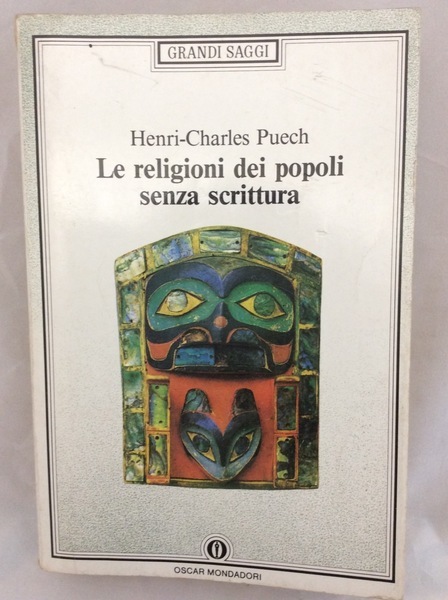 GRANDI SAGGI
Henri-Charles Puech
Le religioni dei popoli
senza scrittura
OSCAR MONDADORI